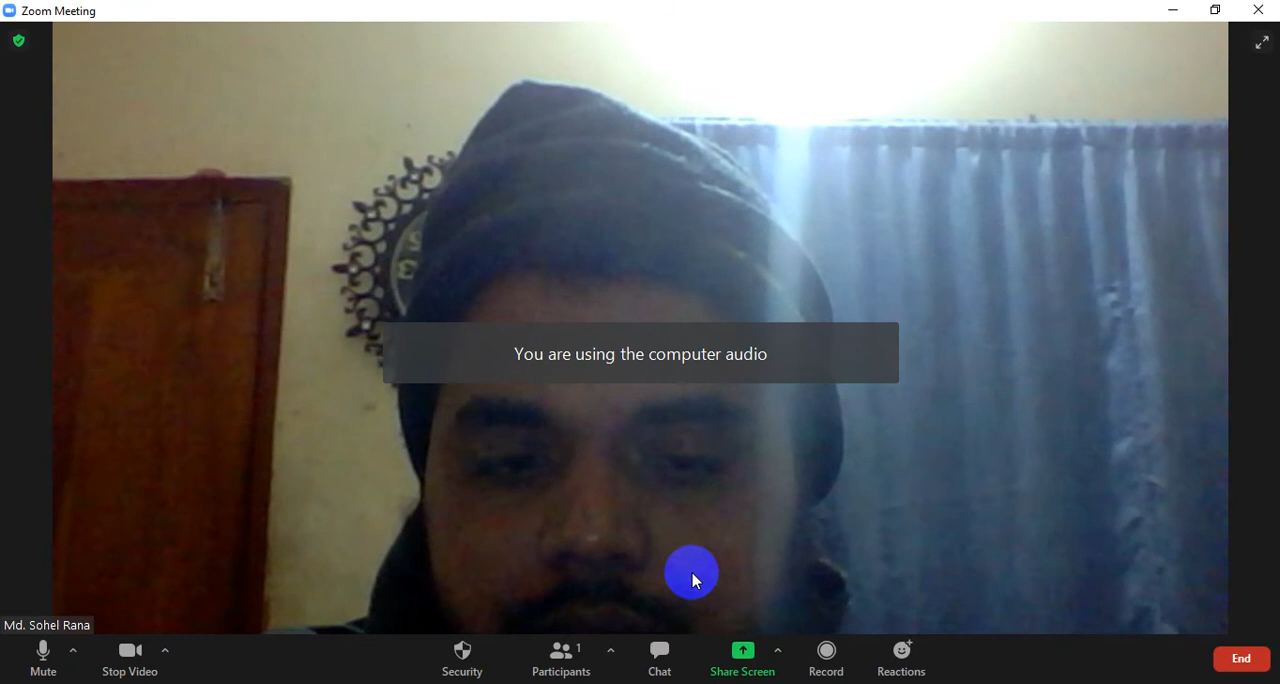 Zoom Meeting
You are using the computer audio
Md. Sohel Rana
Mute
Stop Video
Security
Participants
1
Chat
Share Screen
Record
Reactions
End